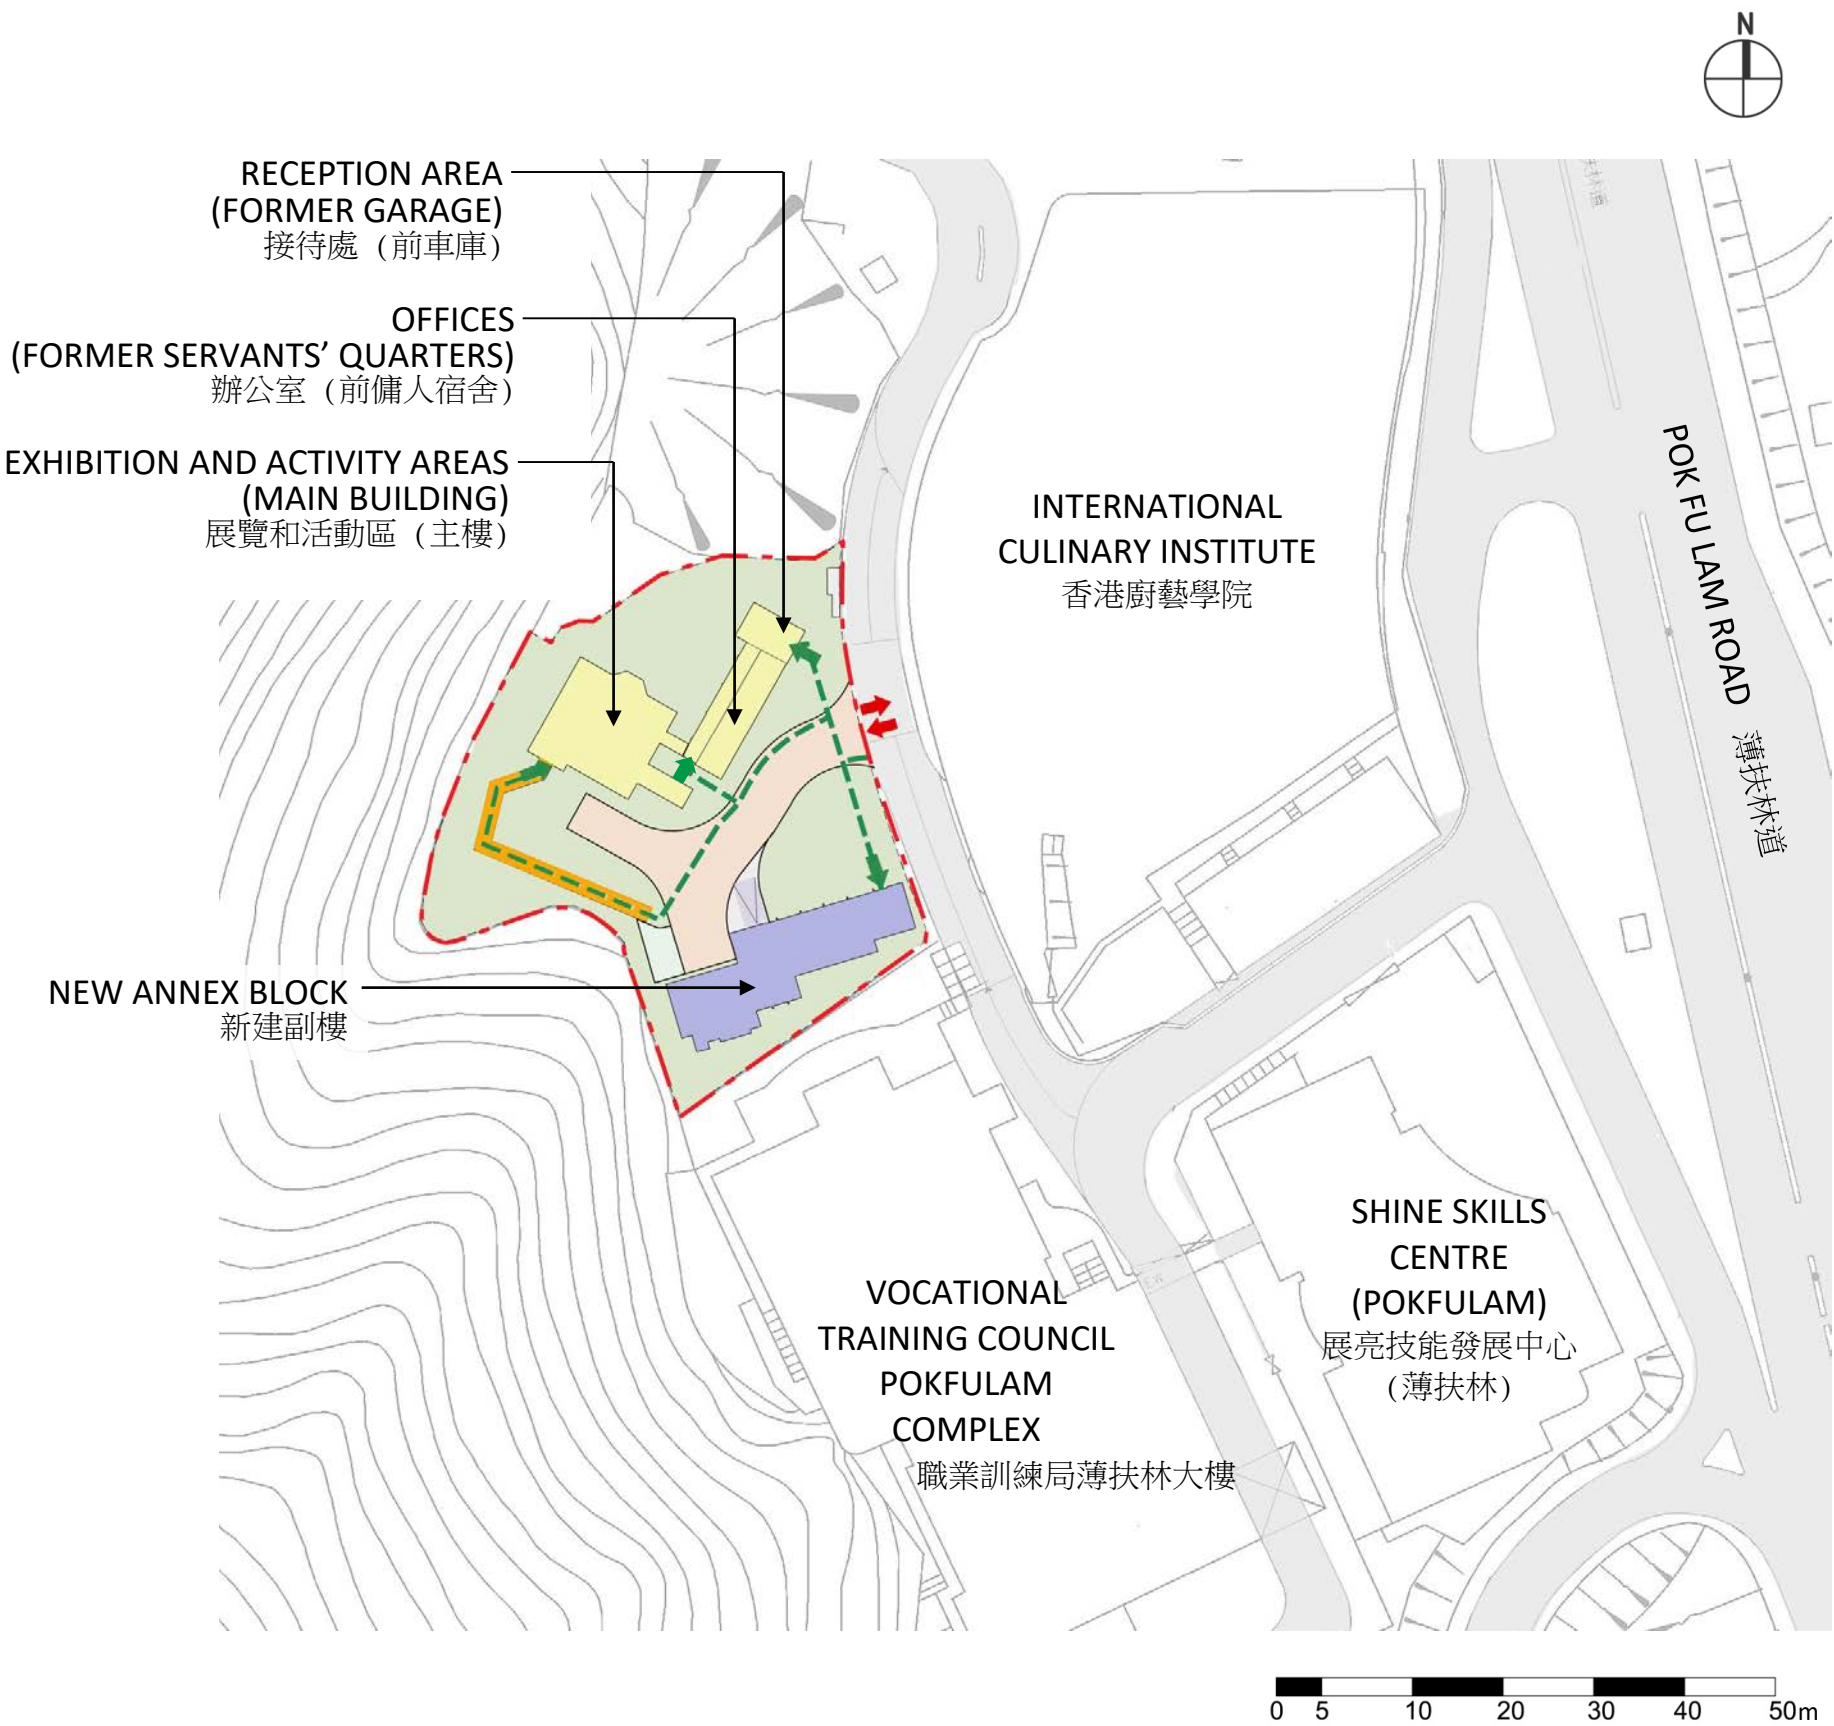 N
RECEPTION AREA
(FORMER GARAGE)
接待處 (前車庫)
OFFICES
(FORMER SERVANTS' QUARTERS)
辦公室 (前傭人宿舍)
EXHIBITION AND ACTIVITY AREAS
(MAIN BUILDING)
展覽和活動區 (主樓)
NEW ANNEX BLOCK
新建副樓
INTERNATIONAL
CULINARY INSTITUTE
香港廚藝學院
POK FU LAM ROAD 薄扶林道
VOCATIONAL
TRAINING COUNCIL
POKFULAM
COMPLEX
職業訓練局薄扶林大樓
SHINE SKILLS
CENTRE
(POKFULAM)
展亮技能發展中心
(薄扶林)
0 5 10 20 30 40 50m